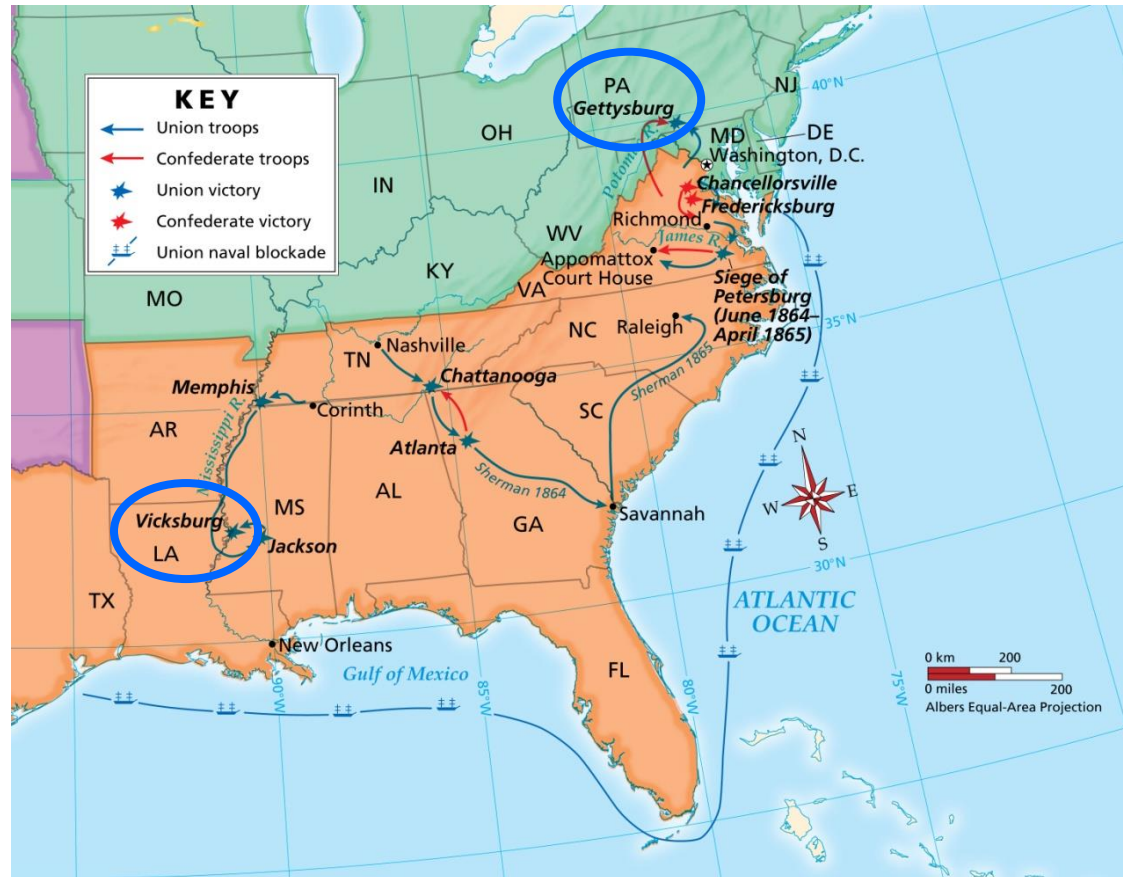 KEY
Union troops
Confederate troops
Union victory
Confederate victory
Union naval blockade
PA
Gettysburg
NJ
40°N
OH
MD
DE
Washington, D.C.
IN
Potomac R.
Chancellorsville
Fredericksburg
Richmond
WV
James R.
Appomattox
Court House
KY
VA
MO
Siege of
Petersburg
(June 1864–
April 1865)
35°N
NC
Raleigh
TN
Nashville
Chattanooga
Memphis
Corinth
Sherman 1865
SC
AR
Mississippi R.
Atlanta
N
W
E
S
Sherman 1864
AL
MS
GA
Savannah
Vicksburg
Jackson
LA
30°N
TX
ATLANTIC
OCEAN
New Orleans
Gulf of Mexico
FL
90°W
85°W
80°W
75°W
0 km 200
0 miles 200
Albers Equal-Area Projection